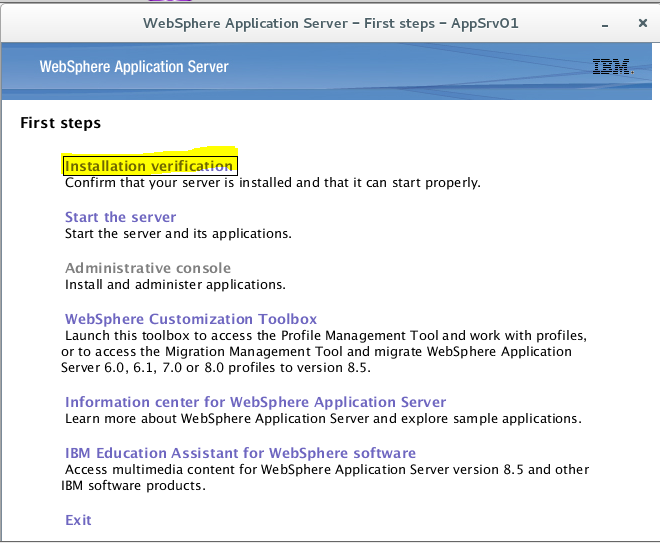 WebSphere Application Server – First steps – AppSrv01
WebSphere Application Server
IBM.
First steps
Installation verification
Confirm that your server is installed and that it can start properly.
Start the server
Start the server and its applications.
Administrative console
Install and administer applications.
WebSphere Customization Toolbox
Launch this toolbox to access the Profile Management Tool and work with profiles,
or to access the Migration Management Tool and migrate WebSphere Application
Server 6.0, 6.1, 7.0 or 8.0 profiles to version 8.5.
Information center for WebSphere Application Server
Learn more about WebSphere Application Server and explore sample applications.
IBM Education Assistant for WebSphere software
Access multimedia content for WebSphere Application Server version 8.5 and other
IBM software products.
Exit